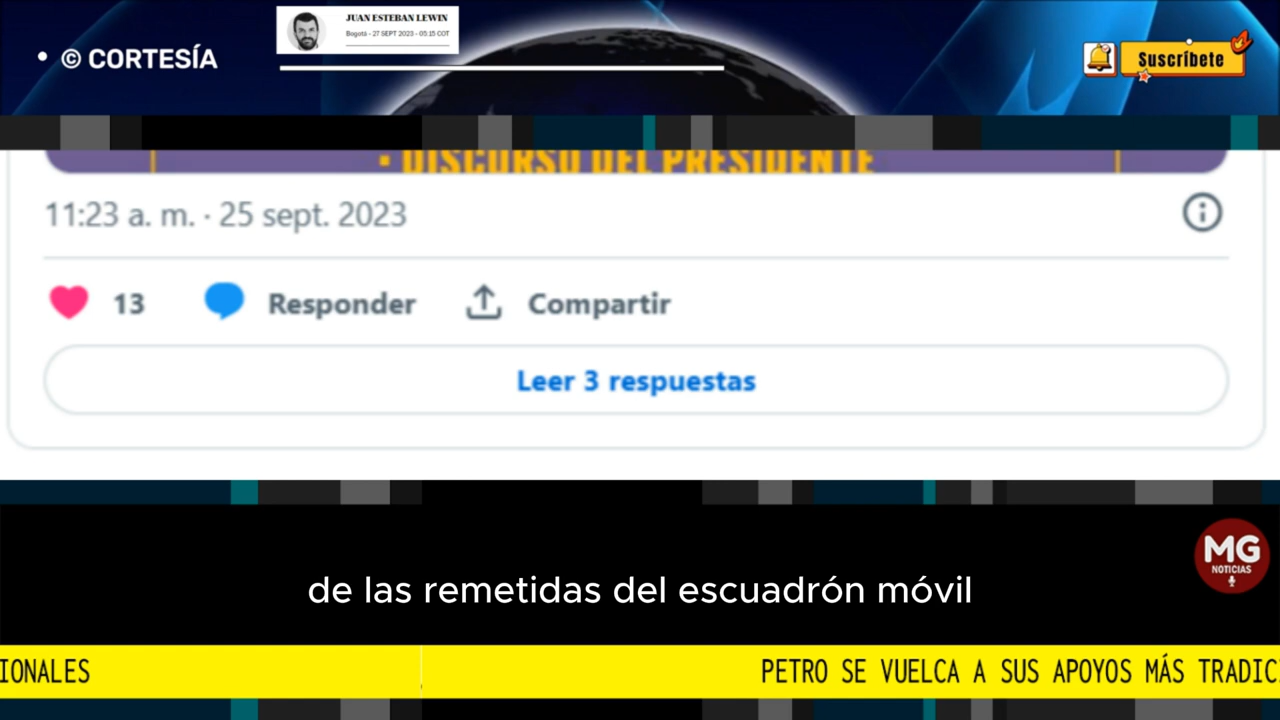 • © CORTESÍA
JUAN ESTEBAN LEWIN
Bogotá - 27 SEPT 2023 - 05:15 COT
Suscríbete
• DISCURSO DEL PRESIDENTE
11:23 a. m. · 25 sept. 2023
13 Responder Compartir
Leer 3 respuestas
MG
NOTICIAS
de las remetidas del escuadrón móvil
IONALES PETRO SE VUELCA A SUS APOYOS MÁS TRADIC